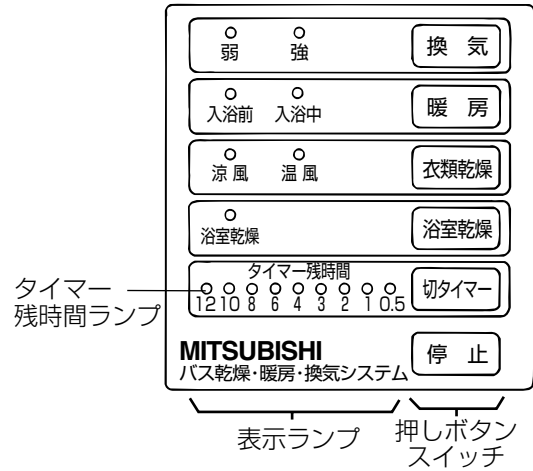 弱 強 換 気
入浴前 入浴中 暖 房
涼風 温風 衣類乾燥
浴室乾燥 浴室乾燥
タイマー残時間
12 10 8 6 4 3 2 1 0.5 切タイマー
タイマー
残時間ランプ
MITSUBISHI
バス乾燥・暖房・換気システム
停 止
表示ランプ
押しボタン
スイッチ